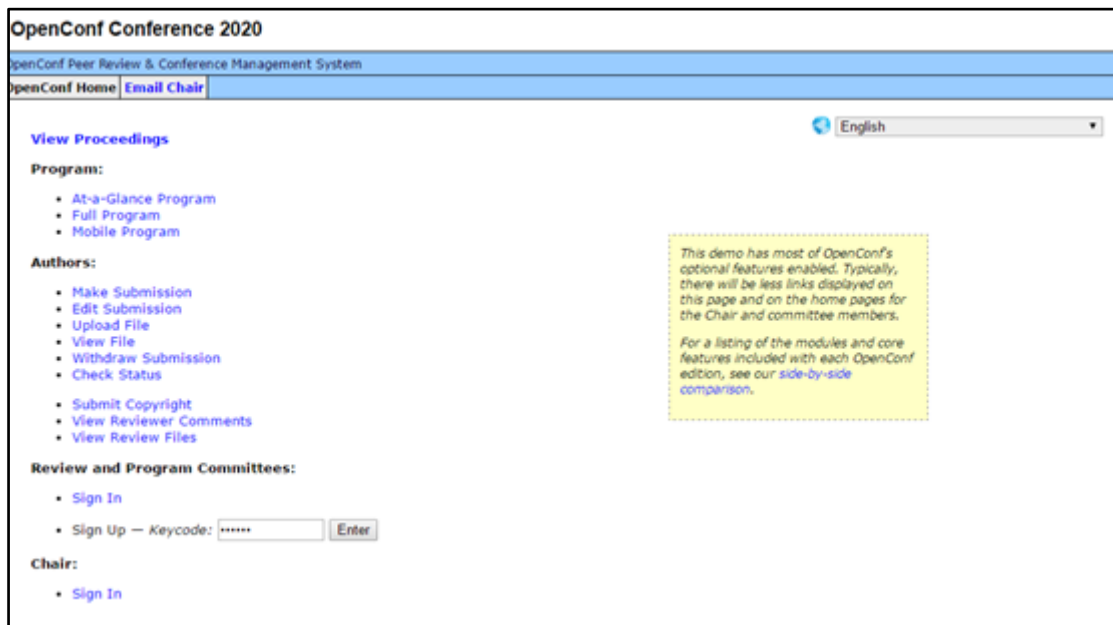 OpenConf Conference 2020
OpenConf Peer Review & Conference Management System
OpenConf Home Email Chair
English
View Proceedings
Program:
At-a-Glance Program
Full Program
Mobile Program
This demo has most of OpenConf's
optional features enabled. Typically,
there will be less links displayed on
this page and on the home pages for
the Chair and committee members.
For a listing of the modules and core
features included with each OpenConf
edition, see our side-by-side
comparison.
Authors:
Make Submission
Edit Submission
Upload File
View File
Withdraw Submission
Check Status
Submit Copyright
View Reviewer Comments
View Review Files
Review and Program Committees:
Sign In
Sign Up — Keycode: •••••• Enter
Chair:
Sign In